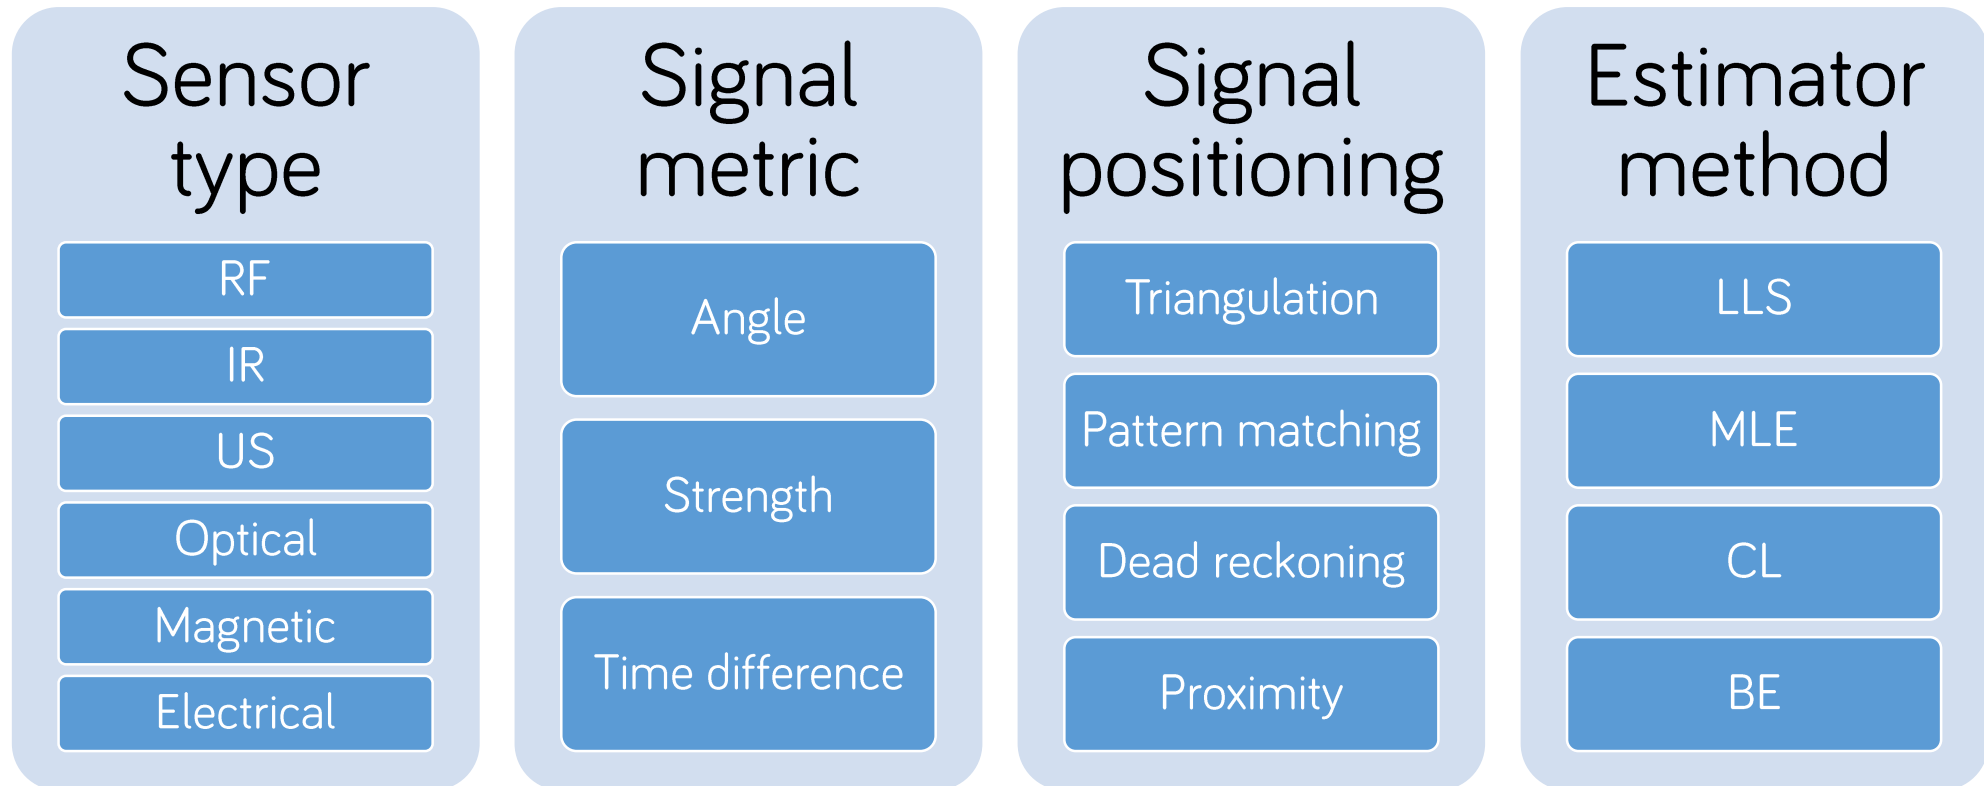 Sensor
type
RF
IR
US
Optical
Magnetic
Electrical
Signal
metric
Angle
Strength
Time difference
Signal
positioning
Triangulation
Pattern matching
Dead reckoning
Proximity
Estimator
method
LLS
MLE
CL
BE